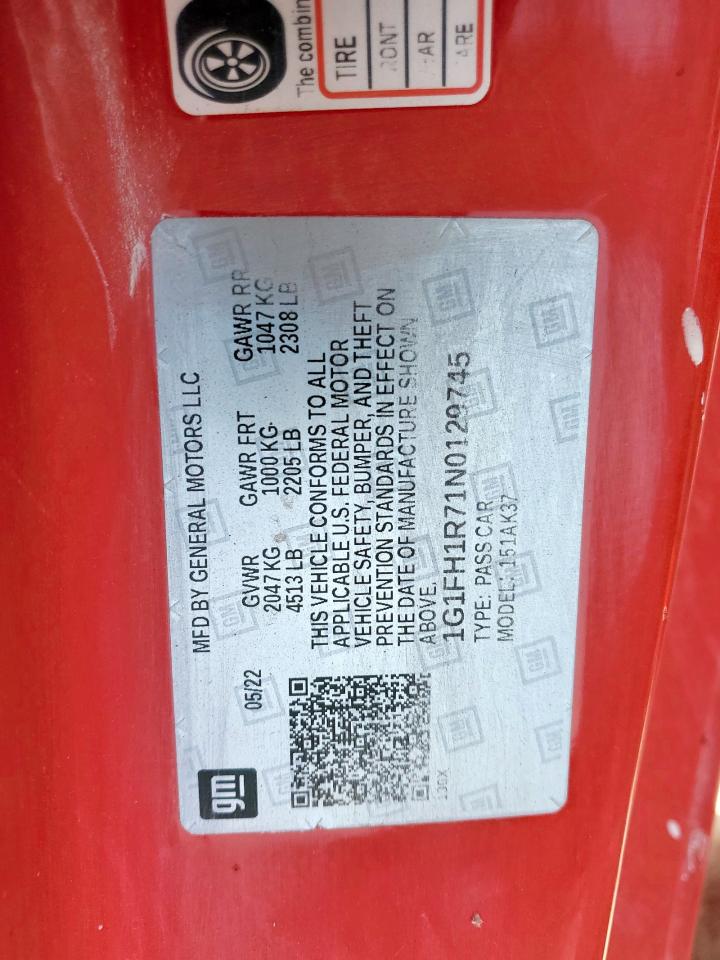 The combin
TIRE
RONT
AR
ARE
gm
MFD BY GENERAL MOTORS LLC
05/22
GVWR GAWR FRT GAWR RR
2047 KG 1000 KG 1047 KG
4513 LB 2205 LB 2308 LB
THIS VEHICLE CONFORMS TO ALL
APPLICABLE U.S. FEDERAL MOTOR
VEHICLE SAFETY, BUMPER, AND THEFT
PREVENTION STANDARDS IN EFFECT ON
THE DATE OF MANUFACTURE SHOWN
ABOVE.
1G1FH1R71N0129745
TYPE: PASS CAR
MODEL: 151AK37